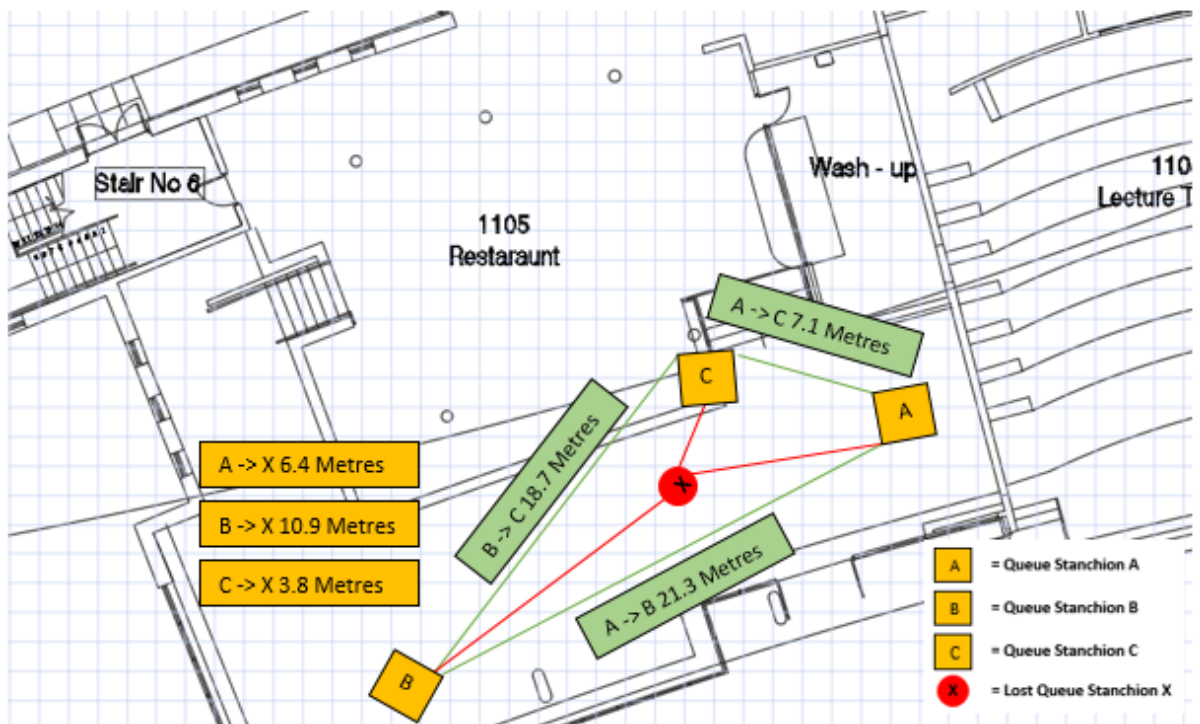 Stair No 6
1105
Restaraunt
Wash - up
110
Lecture T
A -> C 7.1 Metres
C
A
B -> C 18.7 Metres
A -> X 6.4 Metres
B -> X 10.9 Metres
C -> X 3.8 Metres
X
A -> B 21.3 Metres
B
A = Queue Stanchion A
B = Queue Stanchion B
C = Queue Stanchion C
X = Lost Queue Stanchion X